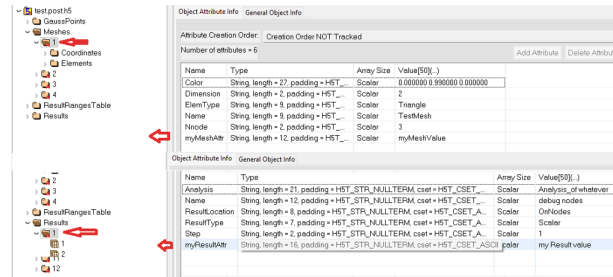 test.post.h5
GaussPoints
Meshes
1
Coordinates
Elements
2
3
4
ResultRangesTable
Results
Object Attribute Info General Object Info
Attribute Creation Order: Creation Order NOT Tracked
Number of attributes = 6
Add Attribute Delete Attribu
Name Type Array Size Value[50](...)
Color String, length = 27, padding = H5T_... Scalar 0.000000 0.990000 0.000000
Dimension String, length = 2, padding = H5T_... Scalar 2
ElemType String, length = 9, padding = H5T_... Scalar Triangle
Name String, length = 9, padding = H5T_... Scalar TestMesh
Nnode String, length = 2, padding = H5T_... Scalar 3
myMeshAttr String, length = 12, padding = H5T_... Scalar myMeshValue
2
3
4
ResultRangesTable
Results
1
1
2
11
12
Object Attribute Info General Object Info
Name Type Array Size Value[50](...)
Analysis String, length = 21, padding = H5T_STR_NULLTERM, cset = H5T_CSET_... Scalar Analysis_of whatever
Name String, length = 12, padding = H5T_STR_NULLTERM, cset = H5T_CSET_... Scalar debug nodes
ResultLocation String, length = 8, padding = H5T_STR_NULLTERM, cset = H5T_CSET_A... Scalar OnNodes
ResultType String, length = 7, padding = H5T_STR_NULLTERM, cset = H5T_CSET_A... Scalar Scalar
Step String, length = 2, padding = H5T_STR_NULLTERM, cset = H5T_CSET_A... Scalar 1
myResultAttr String, length = 16, padding = H5T_STR_NULLTERM, cset = H5T_CSET_ASCII calar my Result value